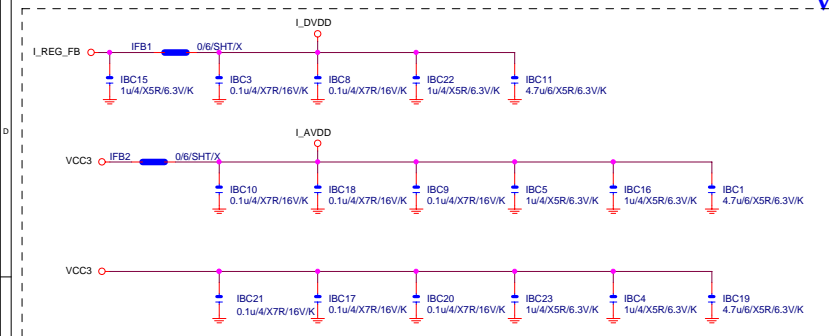 I_DVDD
I_REG_FB
IFB1
0/6/SHT/X
IBC15
1u/4/X5R/6.3V/K
IBC3
0.1u/4/X7R/16V/K
IBC8
0.1u/4/X7R/16V/K
IBC22
1u/4/X5R/6.3V/K
IBC11
4.7u/6/X5R/6.3V/K
D
I_AVDD
VCC3
IFB2
0/6/SHT/X
IBC10
0.1u/4/X7R/16V/K
IBC18
0.1u/4/X7R/16V/K
IBC9
0.1u/4/X7R/16V/K
IBC5
1u/4/X5R/6.3V/K
IBC16
1u/4/X5R/6.3V/K
IBC1
4.7u/6/X5R/6.3V/K
VCC3
IBC21
0.1u/4/X7R/16V/K
IBC17
0.1u/4/X7R/16V/K
IBC20
0.1u/4/X7R/16V/K
IBC23
1u/4/X5R/6.3V/K
IBC4
1u/4/X5R/6.3V/K
IBC19
4.7u/6/X5R/6.3V/K